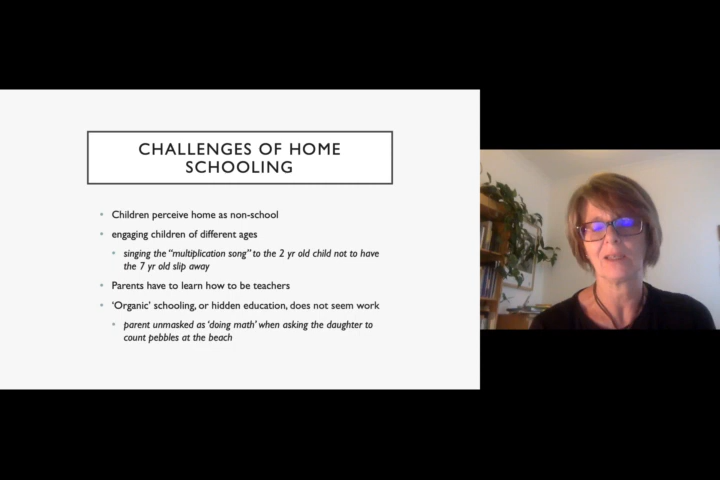 CHALLENGES OF HOME
SCHOOLING
• Children perceive home as non-school
• engaging children of different ages
• singing the “multiplication song” to the 2 yr old child not to have
the 7 yr old slip away
• Parents have to learn how to be teachers
• ‘Organic’ schooling, or hidden education, does not seem work
• parent unmasked as ‘doing math’ when asking the daughter to
count pebbles at the beach